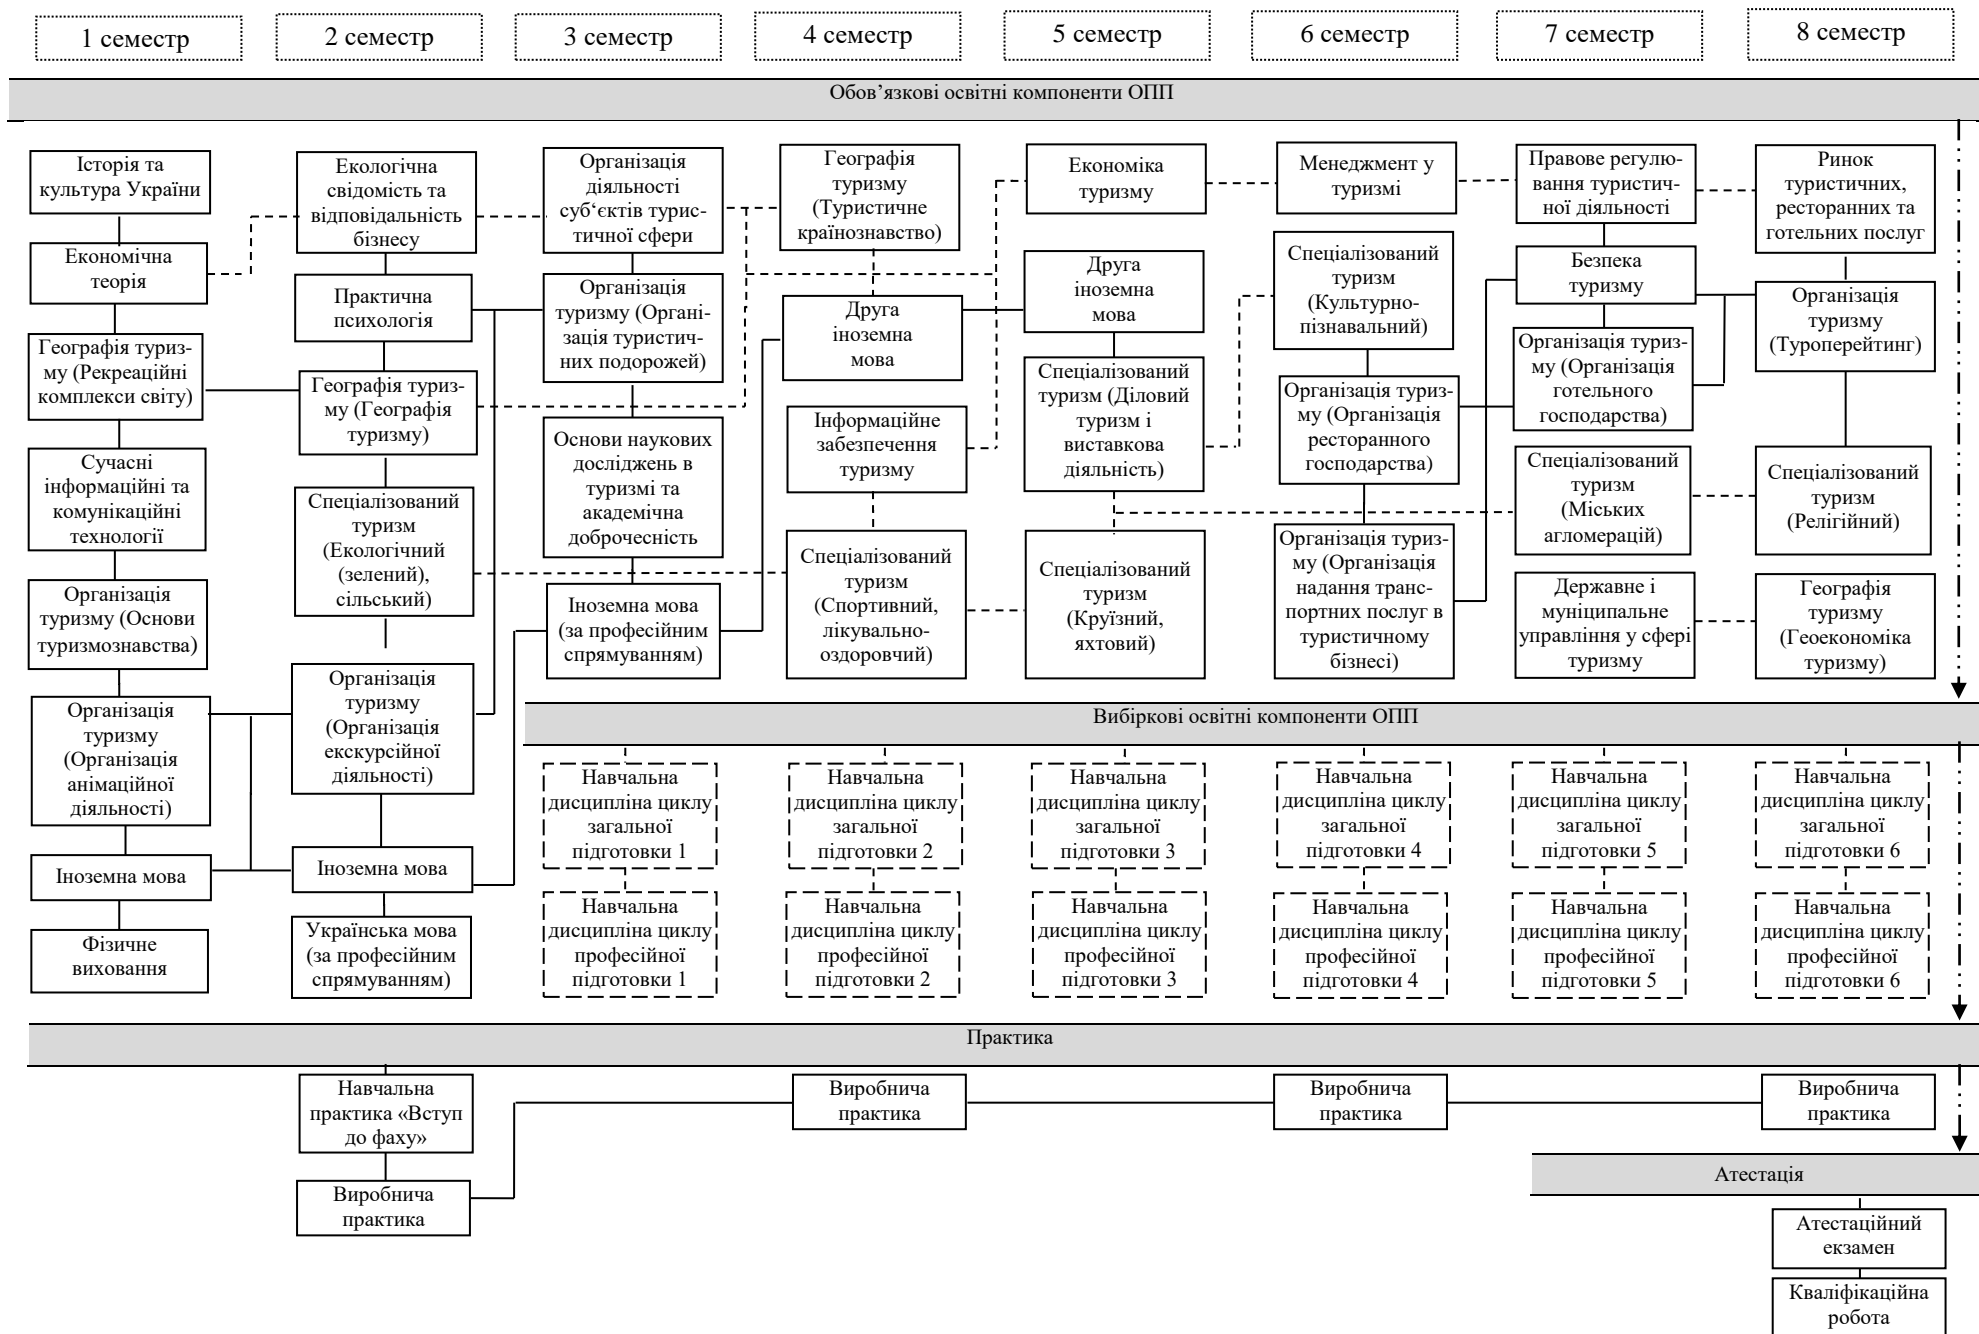 1 семестр
2 семестр
3 семестр
4 семестр
5 семестр
6 семестр
7 семестр
8 семестр
Обов’язкові освітні компоненти ОПП
Історія та
культура України
Економічна
теорія
Географія туриз-
му (Рекреаційні
комплекси світу)
Сучасні
інформаційні та
комунікаційні
технології
Організація
туризму (Основи
туризмознавства)
Організація
туризму
(Організація
анімаційної
діяльності)
Іноземна мова
Фізичне
виховання
Екологічна
свідомість та
відповідальність
бізнесу
Практична
психологія
Географія туриз-
му (Географія
туризму)
Спеціалізований
туризм
(Екологічний
(зелений),
сільський)
Організація
туризму
(Організація
екскурсійної
діяльності)
Іноземна мова
Українська мова
(за професійним
спрямуванням)
Організація
діяльності
суб‘єктів турис-
тичної сфери
Організація
туризму (Органі-
зація туристич-
них подорожей)
Основи наукових
досліджень в
туризмі та
академічна
доброчесність
Іноземна мова
(за професійним
спрямуванням)
Географія
туризму
(Туристичне
країнознавство)
Друга
іноземна
мова
Інформаційне
забезпечення
туризму
Спеціалізований
туризм
(Спортивний,
лікувально-
оздоровчий)
Економіка
туризму
Друга
іноземна
мова
Спеціалізований
туризм (Діловий
туризм і
виставкова
діяльність)
Спеціалізований
туризм
(Круїзний,
яхтовий)
Менеджмент у
туризмі
Спеціалізований
туризм
(Культурно-
пізнавальний)
Організація туриз-
му (Організація
ресторанного
господарства)
Організація туриз-
му (Організація
надання транс-
портних послуг в
туристичному
бізнесі)
Правове регулю-
вання туристич-
ної діяльності
Безпека
туризму
Організація туриз-
му (Організація
готельного
господарства)
Спеціалізований
туризм
(Міських
агломерацій)
Державне і
муніципальне
управління у сфері
туризму
Ринок
туристичних,
ресторанних та
готельних послуг
Організація
туризму
(Туроперейтинг)
Спеціалізований
туризм
(Релігійний)
Географія
туризму
(Геоекономіка
туризму)
Вибіркові освітні компоненти ОПП
Навчальна
дисципліна циклу
загальної
підготовки 1
Навчальна
дисципліна циклу
загальної
підготовки 2
Навчальна
дисципліна циклу
загальної
підготовки 3
Навчальна
дисципліна циклу
загальної
підготовки 4
Навчальна
дисципліна циклу
загальної
підготовки 5
Навчальна
дисципліна циклу
загальної
підготовки 6
Навчальна
дисципліна циклу
професійної
підготовки 1
Навчальна
дисципліна циклу
професійної
підготовки 2
Навчальна
дисципліна циклу
професійної
підготовки 3
Навчальна
дисципліна циклу
професійної
підготовки 4
Навчальна
дисципліна циклу
професійної
підготовки 5
Навчальна
дисципліна циклу
професійної
підготовки 6
Практика
Навчальна
практика «Вступ
до фаху»
Виробнича
практика
Виробнича
практика
Виробнича
практика
Виробнича
практика
Атестація
Атестаційний
екзамен
Кваліфікаційна
робота